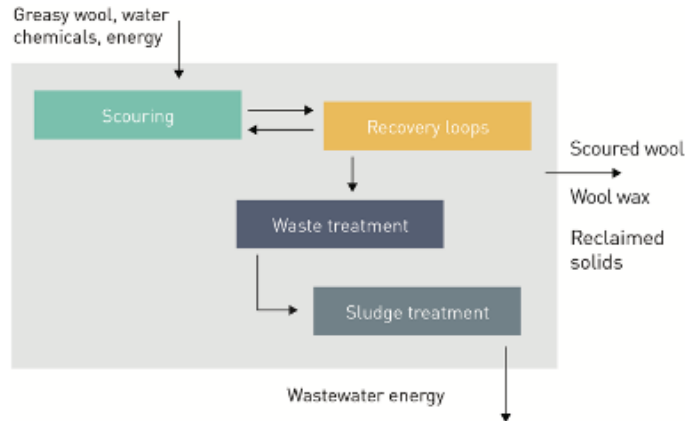 Greasy wool, water
chemicals, energy
Scouring
Recovery loops
Scoured wool
Wool wax
Waste treatment
Reclaimed
solids
Sludge treatment
Wastewater energy